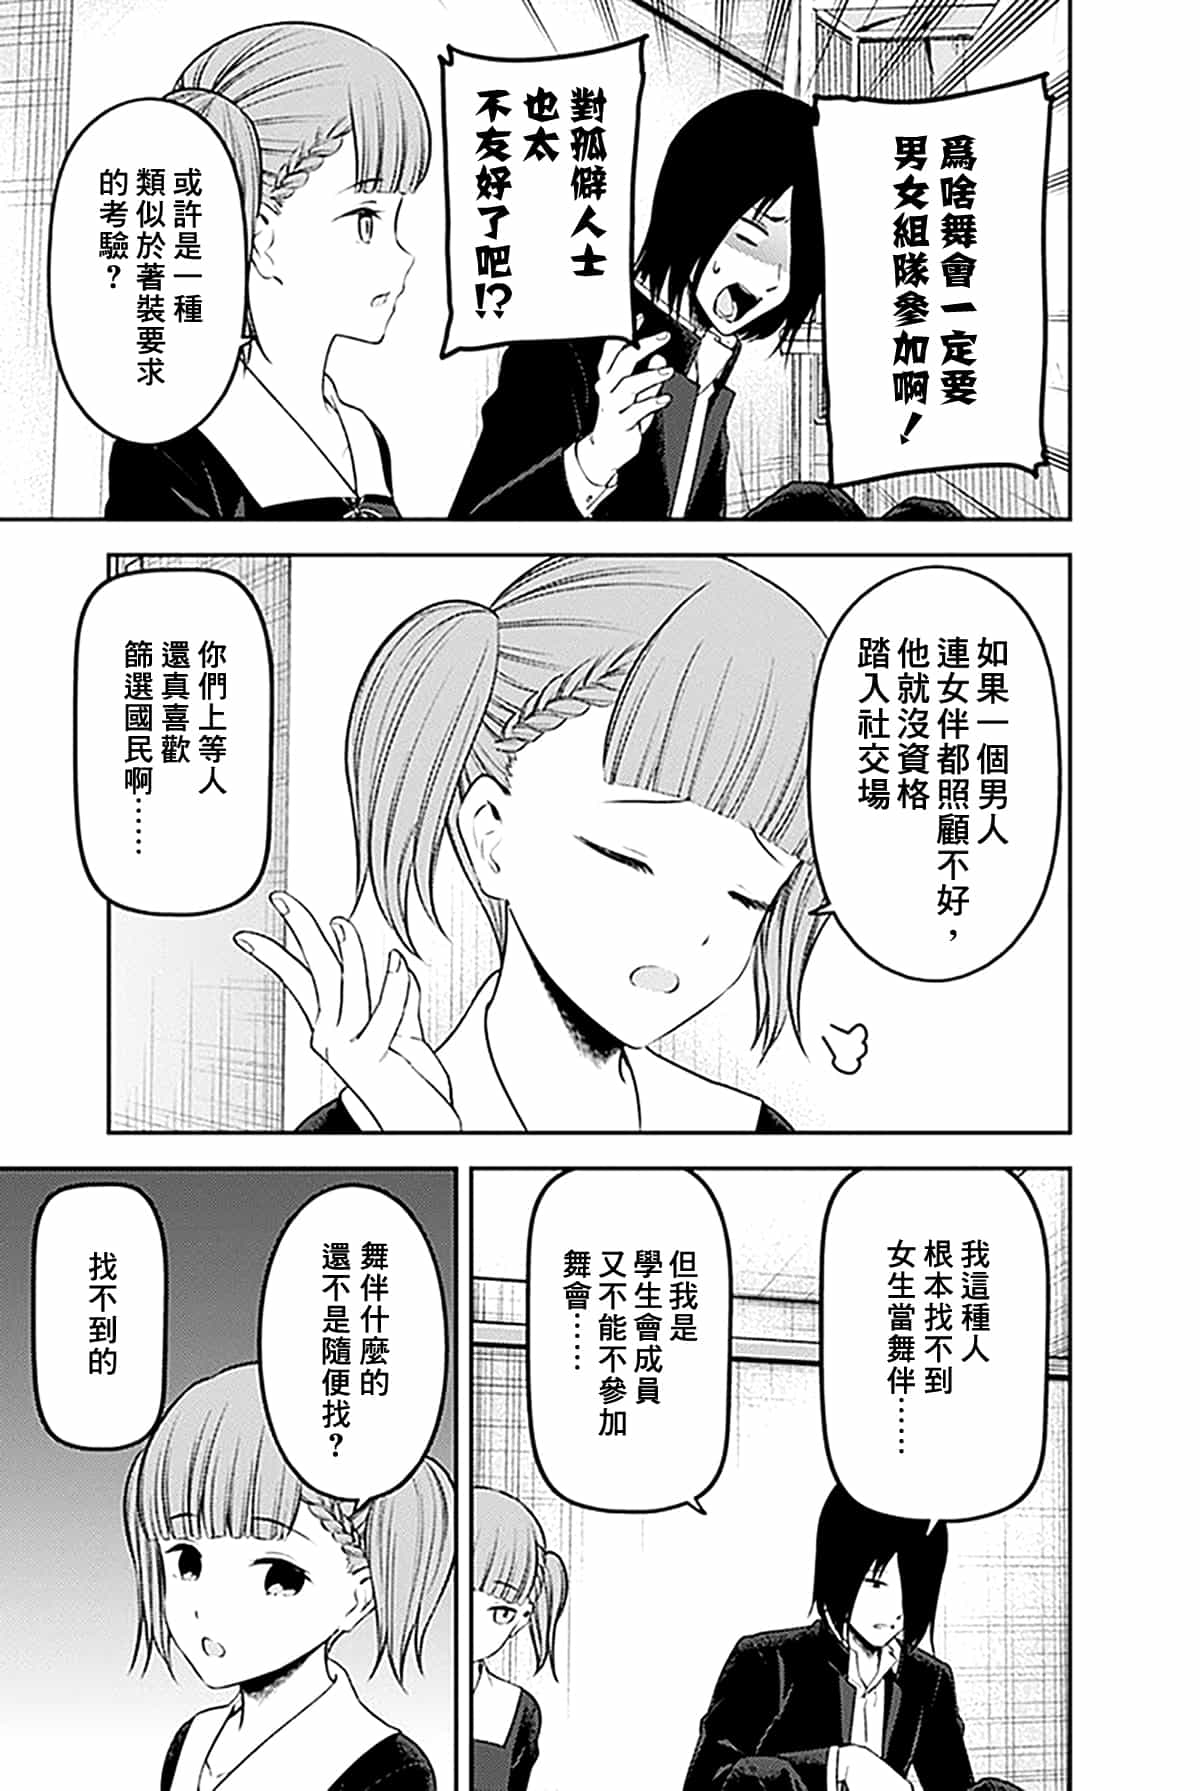 爲啥舞會一定要
男女組隊參加啊！
對孤僻人士
也太
不友好了吧!?
或許是一種
類似於著裝要求
的考驗？
如果一個男人
連女伴都照顧不好，
他就沒資格
踏入社交場
你們上等人
還真喜歡
篩選國民啊……
我這種人
根本找不到
女生當舞伴……
但我是
學生會成員
又不能不參加
舞會……
舞伴什麼的
還不是隨便找？
找不到的